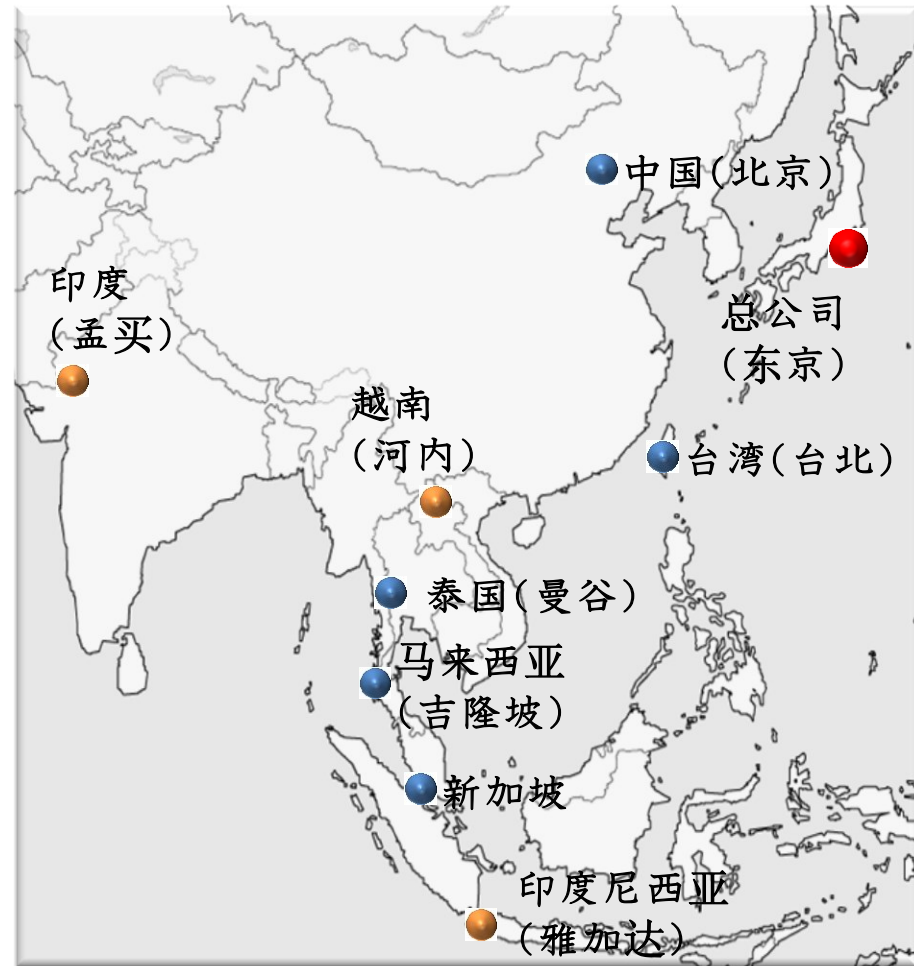 中国(北京)
印度
(孟买)
总公司
(东京)
越南
(河内)
台湾(台北)
泰国(曼谷)
马来西亚
(吉隆坡)
新加坡
印度尼西亚
(雅加达)